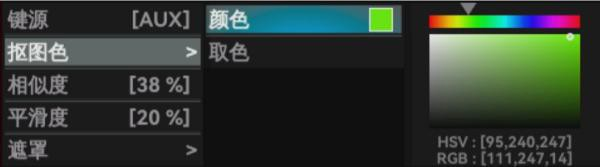 键源 [AUX]
抠图色 >
相似度 [38 %]
平滑度 [20 %]
遮罩 >
颜色
取色
HSV : [95,240,247]
RGB : [111,247,14]